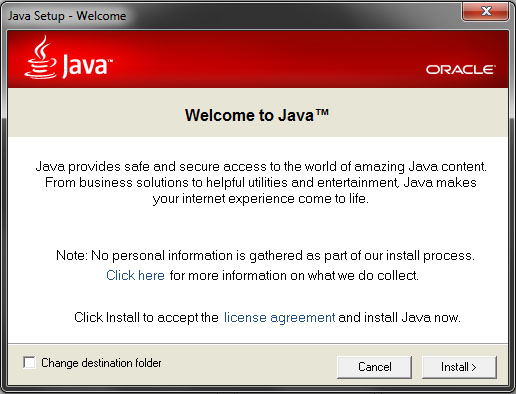 Java Setup - Welcome
Java™
ORACLE®
Welcome to Java™
Java provides safe and secure access to the world of amazing Java content.
From business solutions to helpful utilities and entertainment, Java makes
your internet experience come to life.
Note: No personal information is gathered as part of our install process.
Click here for more information on what we do collect.
Click Install to accept the license agreement and install Java now.
Change destination folder
Cancel
Install >